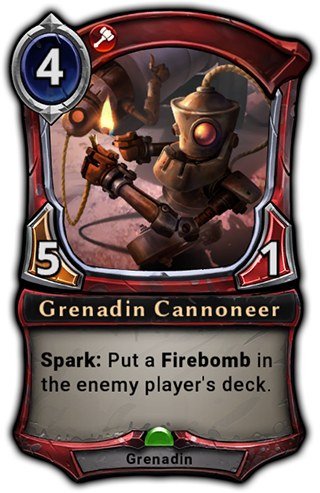 4
5
1
Grenadin Cannoneer
Spark: Put a Firebomb in
the enemy player's deck.
Grenadin